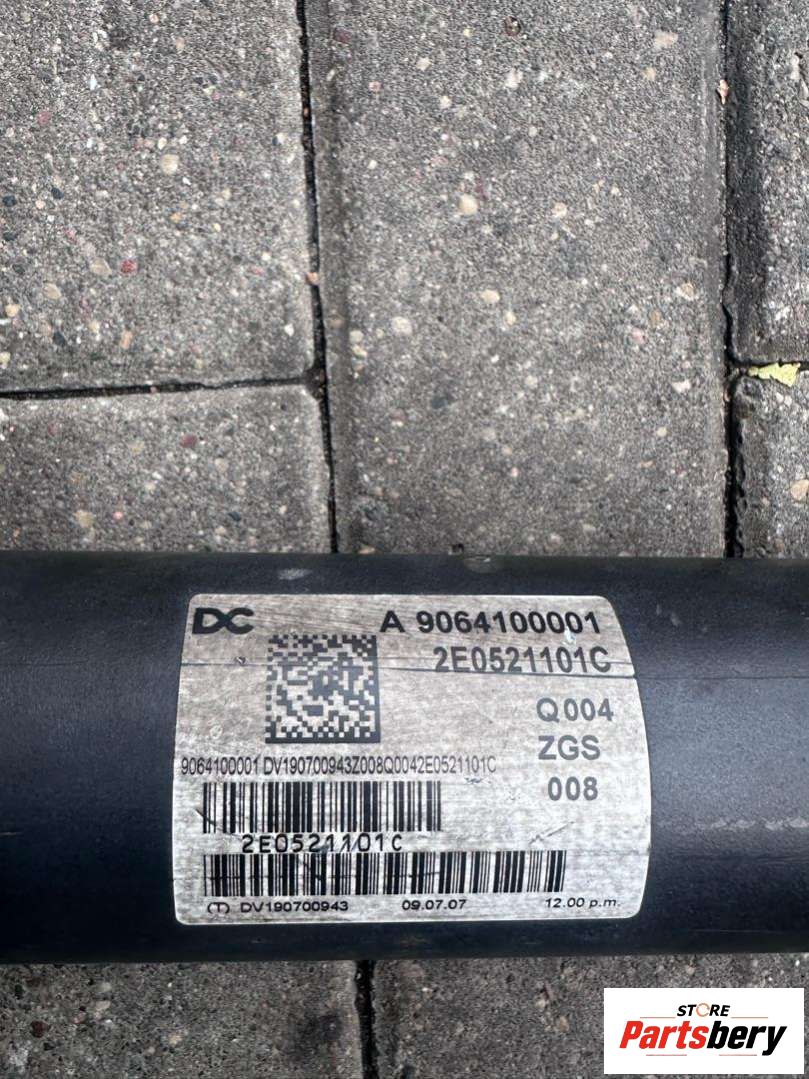 DC
A 9064100001
2E0521101C
Q004
ZGS
008
9064100001 DV190700943Z008Q0042E0521101C
2E0521101C
DV190700943 09.07.07 12.00 p.m.
STORE
Partsbery